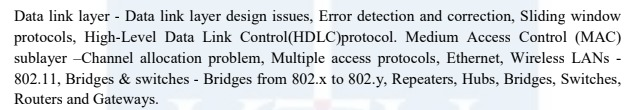 Data link layer - Data link layer design issues, Error detection and correction, Sliding window
protocols, High-Level Data Link Control(HDLC)protocol. Medium Access Control (MAC)
sublayer –Channel allocation problem, Multiple access protocols, Ethernet, Wireless LANs -
802.11, Bridges & switches - Bridges from 802.x to 802.y, Repeaters, Hubs, Bridges, Switches,
Routers and Gateways.